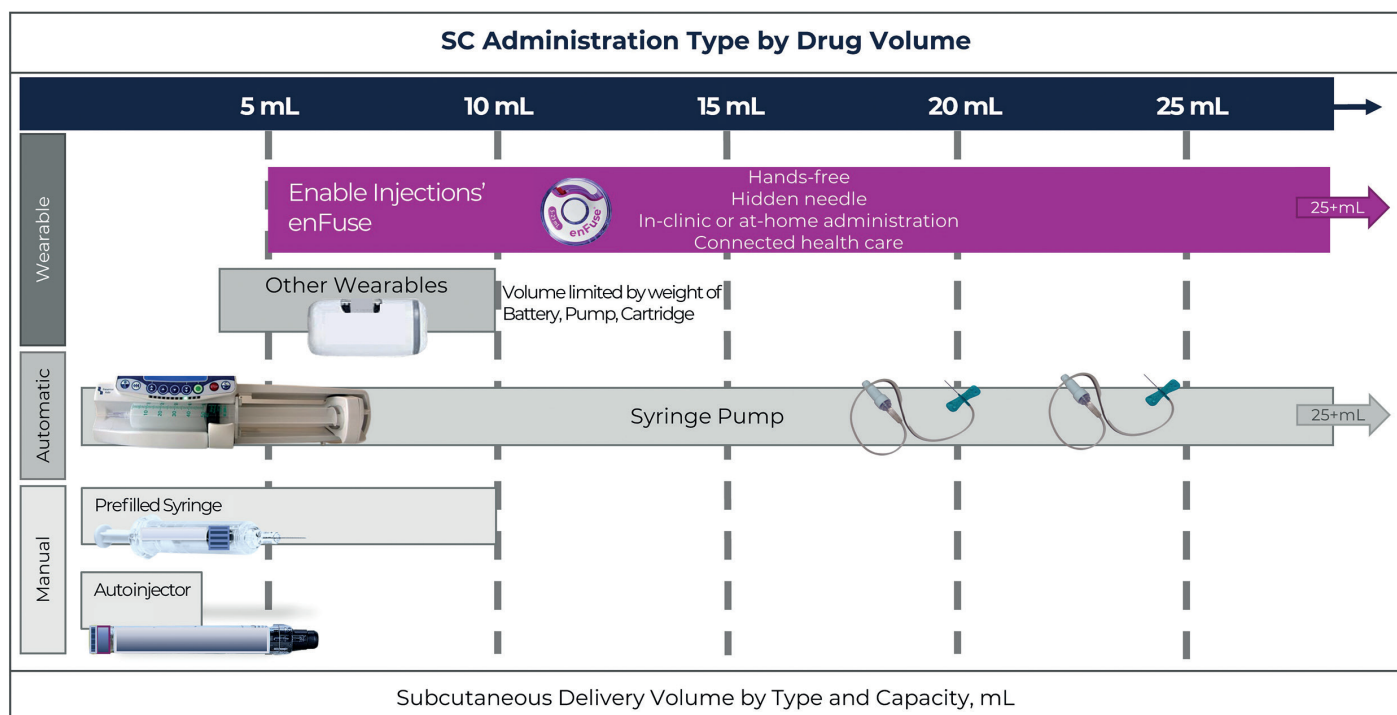 SC Administration Type by Drug Volume
5 mL
10 mL
15 mL
20 mL
25 mL
Wearable
Enable Injections’
enFuse
enFuse
Hands-free
Hidden needle
In-clinic or at-home administration
Connected health care
25+mL
Other Wearables
Volume limited by weight of
Battery, Pump, Cartridge
Automatic
Syringe Pump
25+mL
Manual
Prefilled Syringe
Autoinjector
Subcutaneous Delivery Volume by Type and Capacity, mL